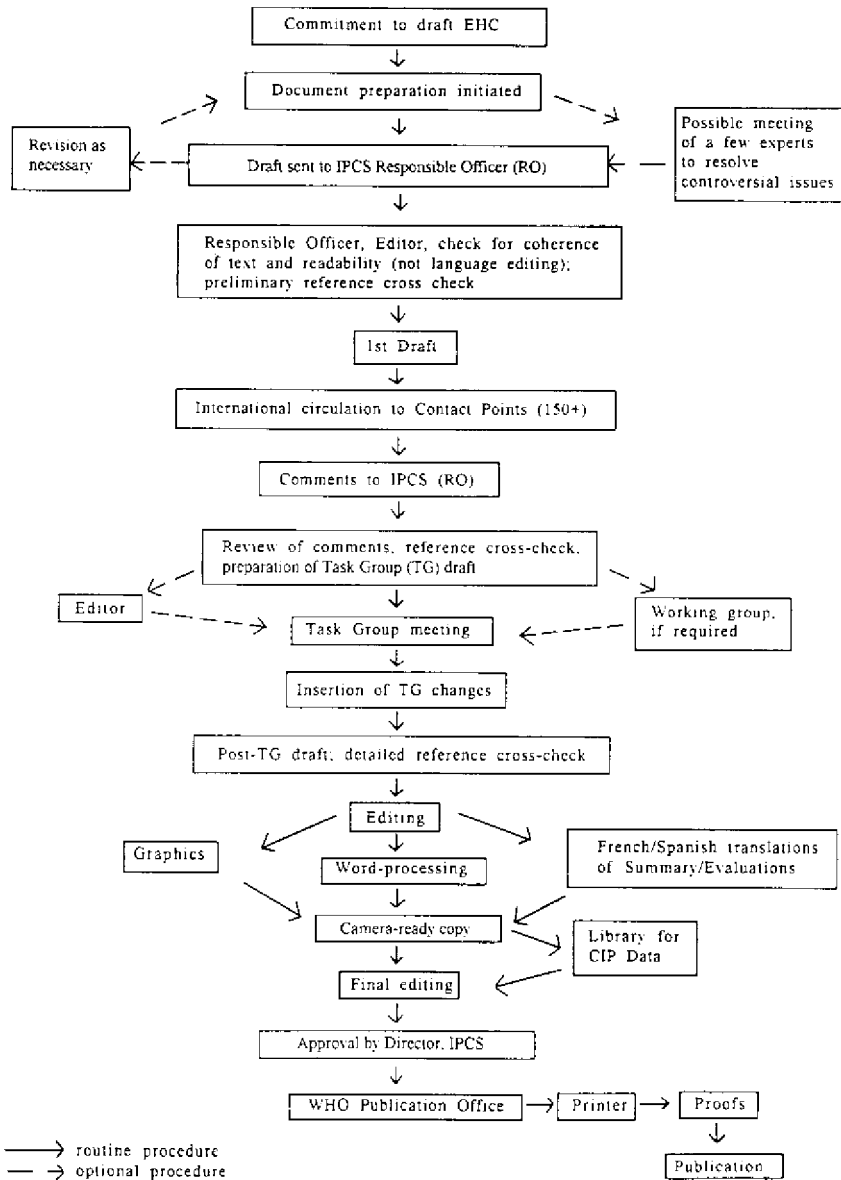 Commitment to draft EHC
Document preparation initiated
Revision as
necessary
Possible meeting
of a few experts
to resolve
controversial issues
Draft sent to IPCS Responsible Officer (RO)
Responsible Officer, Editor, check for coherence
of text and readability (not language editing);
preliminary reference cross check
1st Draft
International circulation to Contact Points (150+)
Comments to IPCS (RO)
Review of comments, reference cross-check,
preparation of Task Group (TG) draft
Editor
Working group,
if required
Task Group meeting
Insertion of TG changes
Post-TG draft; detailed reference cross-check
Editing
Graphics
French/Spanish translations
of Summary/Evaluations
Word-processing
Camera-ready copy
Library for
CIP Data
Final editing
Approval by Director, IPCS
WHO Publication Office
Printer
Proofs
Publication
routine procedure
optional procedure